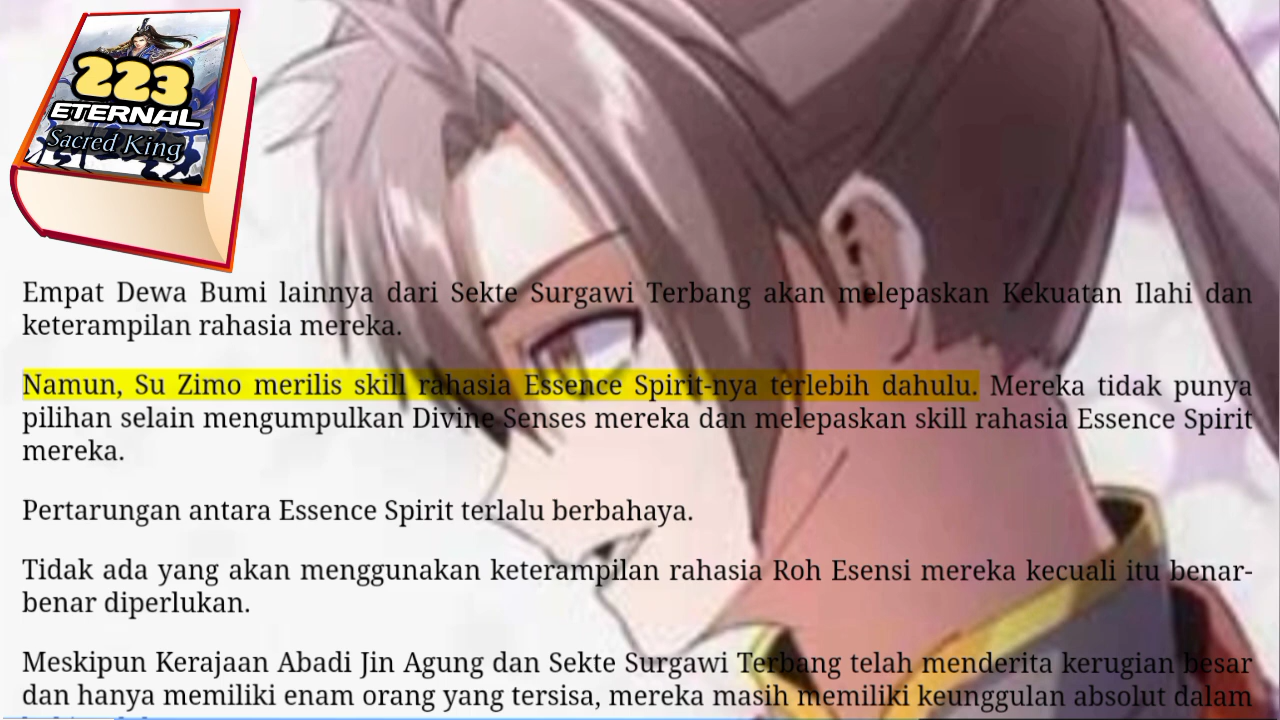 223
ETERNAL
Sacred King
Empat Dewa Bumi lainnya dari Sekte Surgawi Terbang akan melepaskan Kekuatan Ilahi dan
keterampilan rahasia mereka.
Namun, Su Zimo merilis skill rahasia Essence Spirit-nya terlebih dahulu. Mereka tidak punya
pilihan selain mengumpulkan Divine Senses mereka dan melepaskan skill rahasia Essence Spirit
mereka.
Pertarungan antara Essence Spirit terlalu berbahaya.
Tidak ada yang akan menggunakan keterampilan rahasia Roh Esensi mereka kecuali itu benar-
benar diperlukan.
Meskipun Kerajaan Abadi Jin Agung dan Sekte Surgawi Terbang telah menderita kerugian besar
dan hanya memiliki enam orang yang tersisa, mereka masih memiliki keunggulan absolut dalam